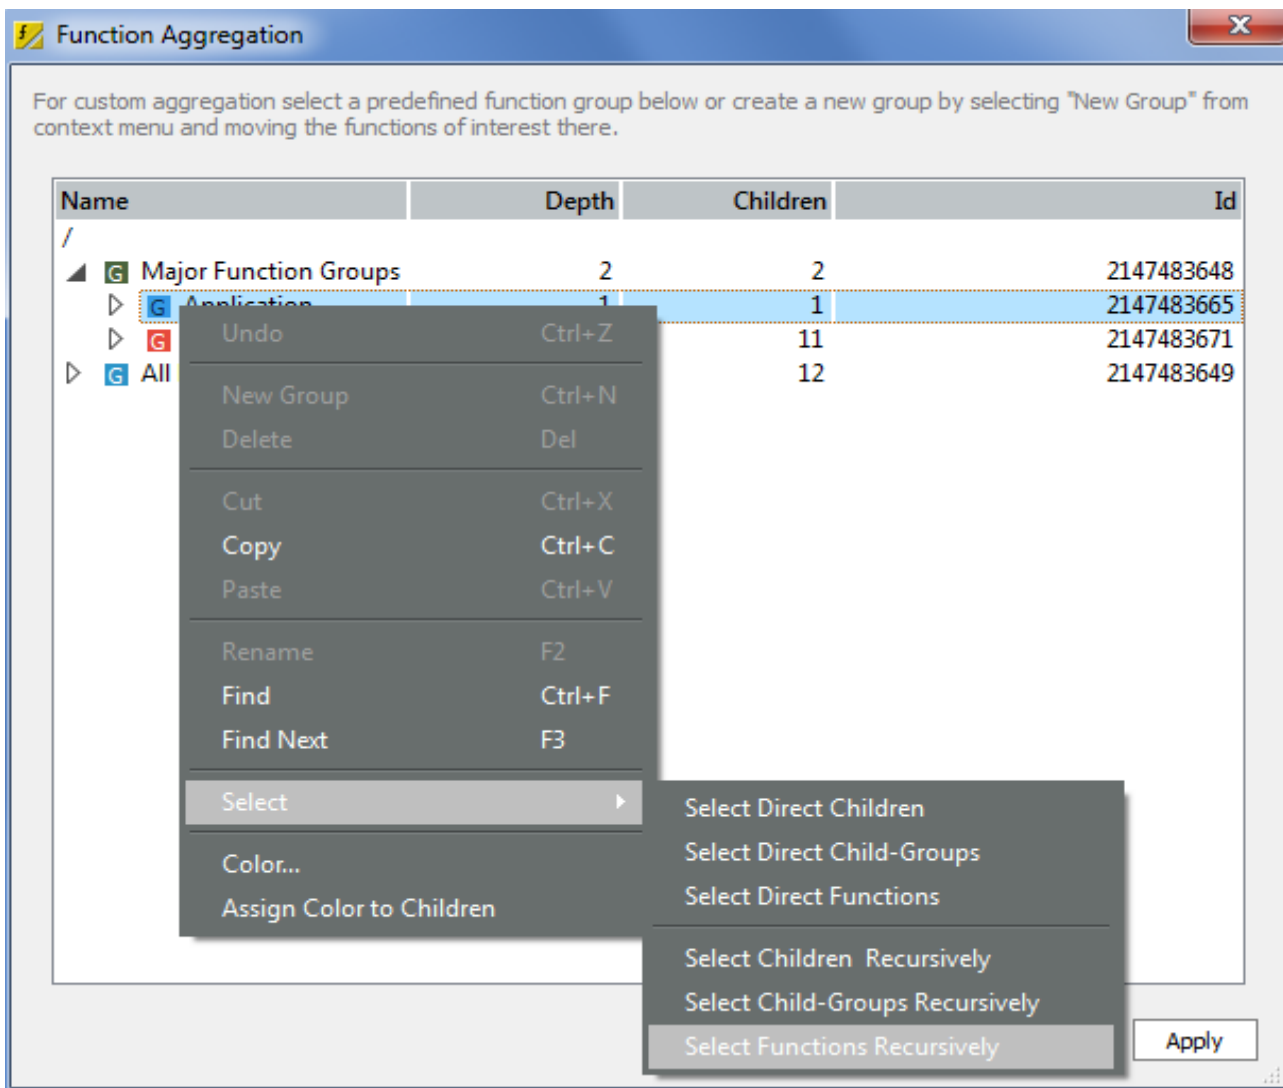 Function Aggregation
For custom aggregation select a predefined function group below or create a new group by selecting "New Group" from
context menu and moving the functions of interest there.
Name Depth Children Id
/
G Major Function Groups 2 2 2147483648
G Application 1 1 2147483665
G 11 2147483671
G All 12 2147483649
Undo Ctrl+Z
New Group Ctrl+N
Delete Del
Cut Ctrl+X
Copy Ctrl+C
Paste Ctrl+V
Rename F2
Find Ctrl+F
Find Next F3
Select
Color...
Assign Color to Children
Select Direct Children
Select Direct Child-Groups
Select Direct Functions
Select Children Recursively
Select Child-Groups Recursively
Select Functions Recursively
Apply